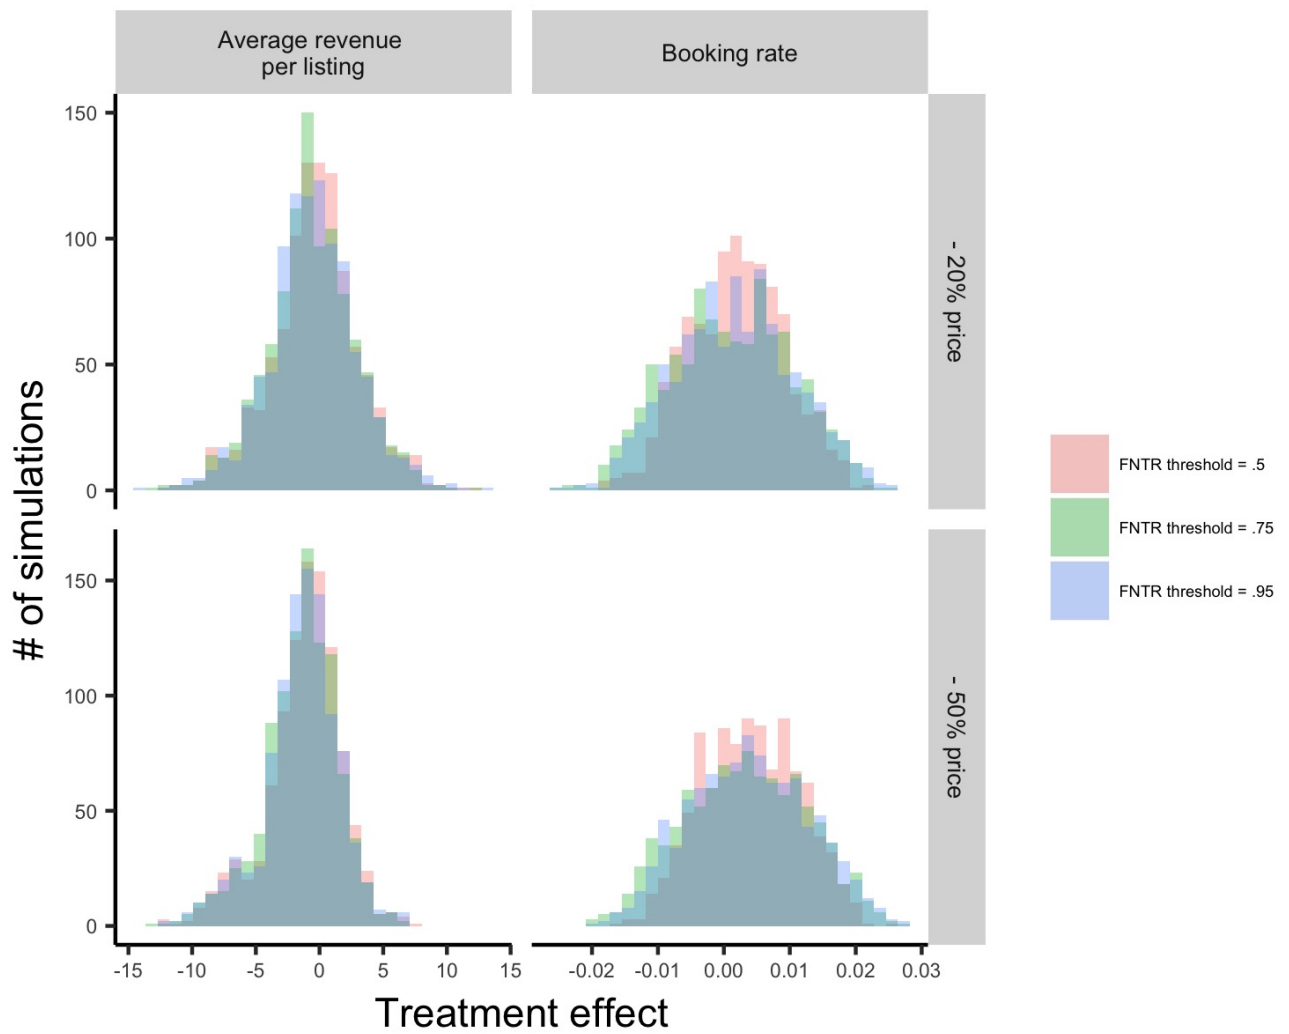 Average revenue
per listing
Booking rate
150
100
50
0
- 20% price
# of simulations
150
100
50
0
- 50% price
-15 -10 -5 0 5 10 15
-0.02 -0.01 0.00 0.01 0.02 0.03
Treatment effect
FNTR threshold = .5
FNTR threshold = .75
FNTR threshold = .95